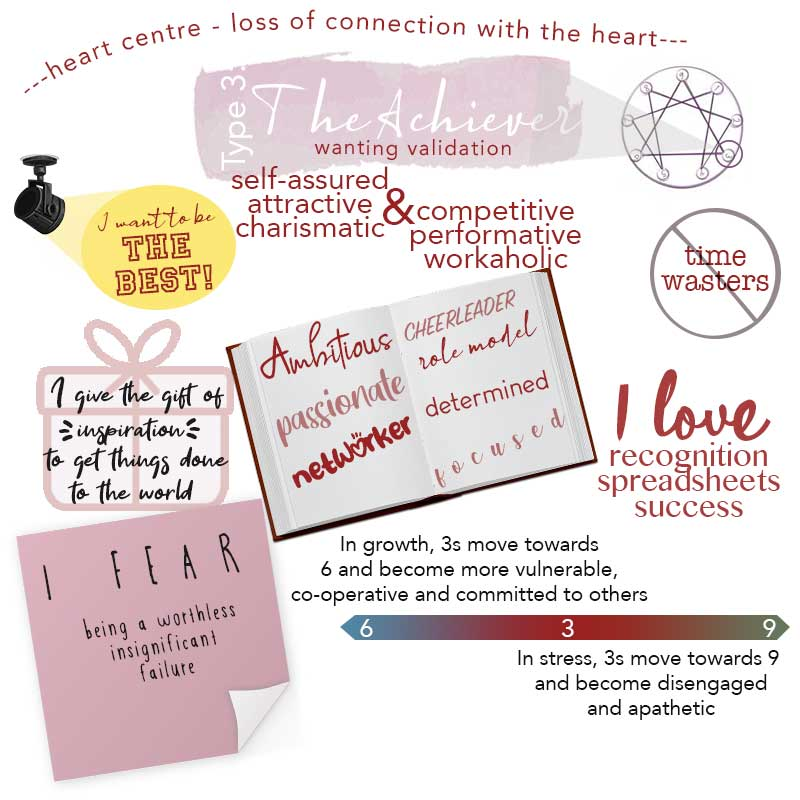 ---heart centre - loss of connection with the heart---
Type 3:
The Achiever
wanting validation
self-assured
attractive
charismatic
&
competitive
performative
workaholic
I want to be
THE
BEST!
time
wasters
Ambitious
passionate
networker
CHEERLEADER
role model
determined
focused
I give the gift of
inspiration
to get things done
to the world
I love
recognition
spreadsheets
success
I FEAR
being a worthless
insignificant
failure
In growth, 3s move towards
6 and become more vulnerable,
co-operative and committed to others
6 3 9
In stress, 3s move towards 9
and become disengaged
and apathetic